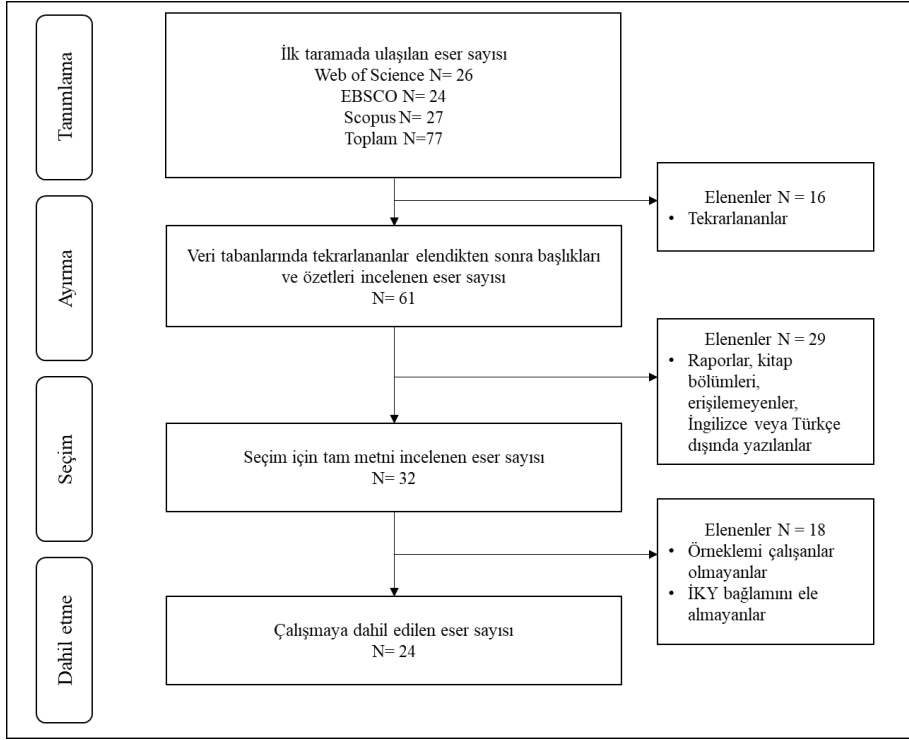 Tanımlama
İlk taramada ulaşılan eser sayısı
Web of Science N= 26
EBSCO N= 24
Scopus N= 27
Toplam N=77
Elenenler N = 16
• Tekrarlananlar
Ayırma
Veri tabanlarında tekrarlananlar elendikten sonra başlıkları
ve özetleri incelenen eser sayısı
N= 61
Elenenler N = 29
• Raporlar, kitap
bölümleri,
erişilemeyenler,
İngilizce veya Türkçe
dışında yazılanlar
Seçim
Seçim için tam metni incelenen eser sayısı
N= 32
Elenenler N = 18
• Örneklemi çalışanlar
olmayanlar
• İKY bağlamını ele
almayanlar
Dahil etme
Çalışmaya dahil edilen eser sayısı
N= 24